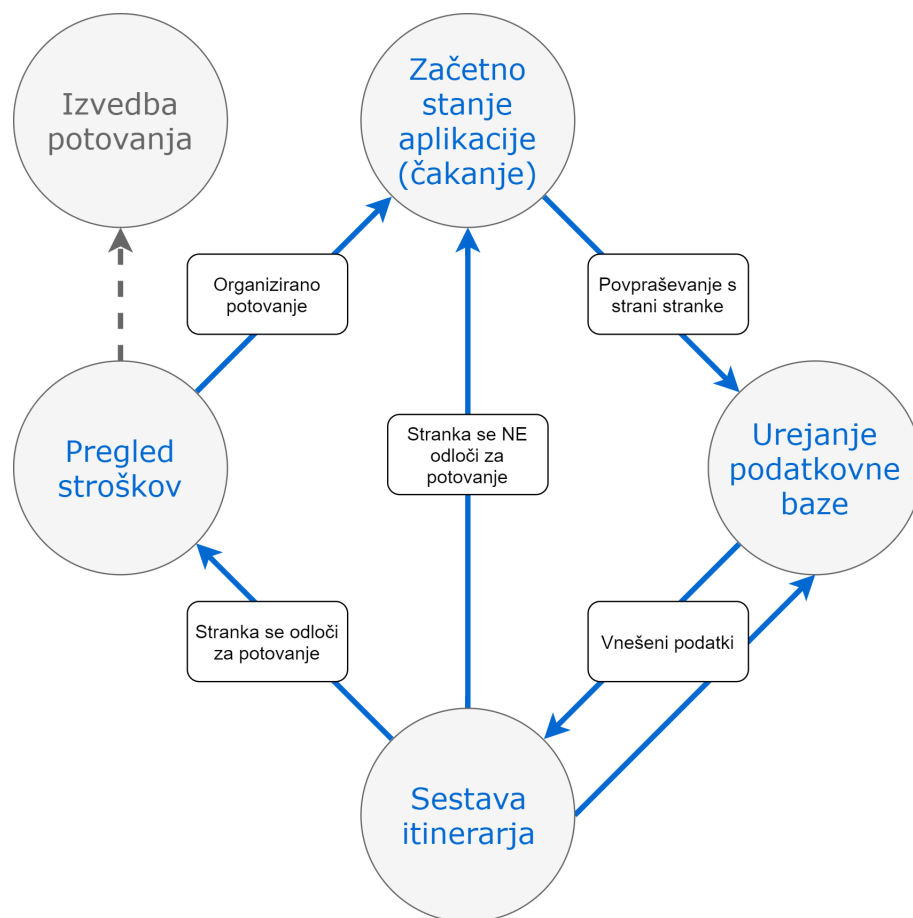 Izvedba
potovanja
Začetno
stanje
aplikacije
(čakanje)
Organizirano
potovanje
Povpraševanje s
strani stranke
Pregled
stroškov
Stranka se NE
odloči za
potovanje
Urejanje
podatkovne
baze
Stranka se odloči
za potovanje
Vnešeni podatki
Sestava
itinerarja